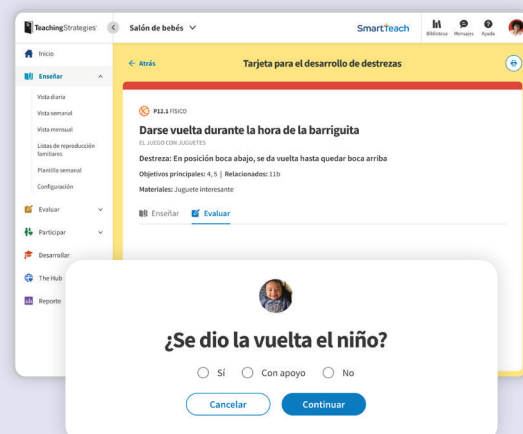 TeachingStrategies®
Salón de bebés
SmartTeach
Biblioteca
Mensajes
Ayuda
Inicio
Enseñar
Vista diaria
Vista semanal
Vista mensual
Listas de reproducción
familiares
Plantilla semanal
Configuración
Evaluar
Participar
Desarrollar
The Hub
Reporte
← Atrás
Tarjeta para el desarrollo de destrezas
P12.1 FÍSICO
Darse vuelta durante la hora de la barriguita
EL JUEGO CON JUGUETES
Destreza: En posición boca abajo, se da vuelta hasta quedar boca arriba
Objetivos principales: 4, 5 | Relacionados: 11b
Materiales: Juguete interesante
Enseñar
Evaluar
¿Se dio la vuelta el niño?
Sí
Con apoyo
No
Cancelar
Continuar